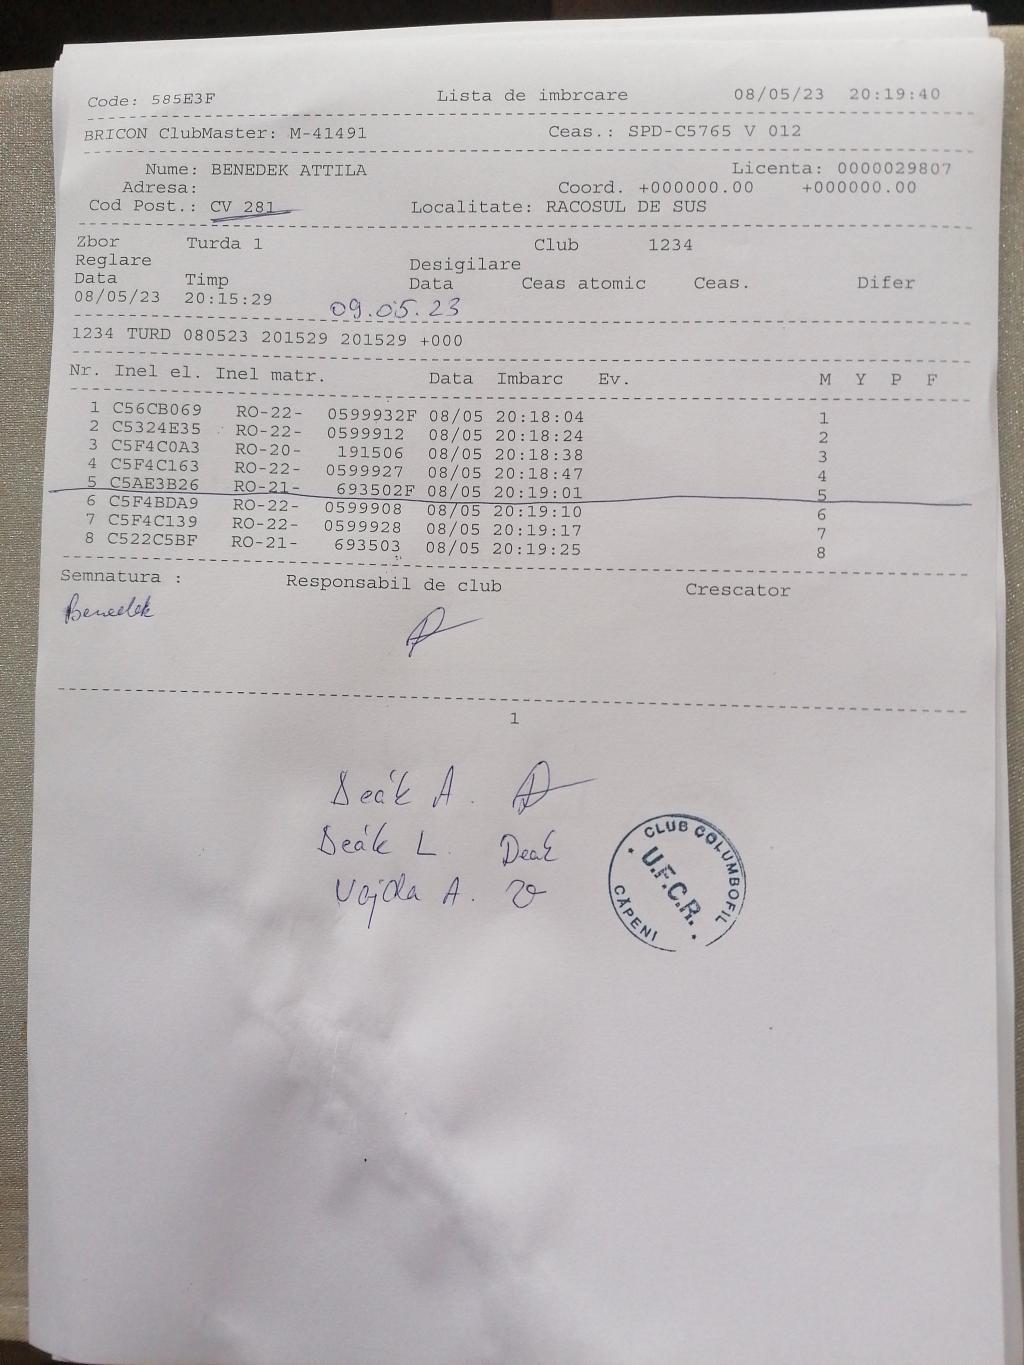 Code: 585E3F Lista de imbrcare 08/05/23 20:19:40
BRICON ClubMaster: M-41491 Ceas.: SPD-C5765 V 012
Nume: BENEDEK ATTILA Licenta: 0000029807
Adresa: Coord. +000000.00 +000000.00
Cod Post.: CV 281 Localitate: RACOSUL DE SUS
Zbor Turda 1 Club 1234
Reglare Desigilare
Data Timp Data Ceas atomic Ceas. Difer
08/05/23 20:15:29 09.05.23
1234 TURD 080523 201529 201529 +000
Nr. Inel el. Inel matr. Data Imbarc Ev. M Y P F
1 C56CB069 RO-22- 0599932F 08/05 20:18:04 1
2 C5324E35 RO-22- 0599912 08/05 20:18:24 2
3 C5F4C0A3 RO-20- 191506 08/05 20:18:38 3
4 C5F4C163 RO-22- 0599927 08/05 20:18:47 4
5 C5AE3B26 RO-21- 693502F 08/05 20:19:01 5
6 C5F4BDA9 RO-22- 0599908 08/05 20:19:10 6
7 C5F4C139 RO-22- 0599928 08/05 20:19:17 7
8 C522C5BF RO-21- 693503 08/05 20:19:25 8
Semnatura : Responsabil de club Crescator
Benedek
1
Deák A.
Deák L. Deak
Vajda A.
CLUB COLUMBOFIL
U.F.C.R.
CĂPENI